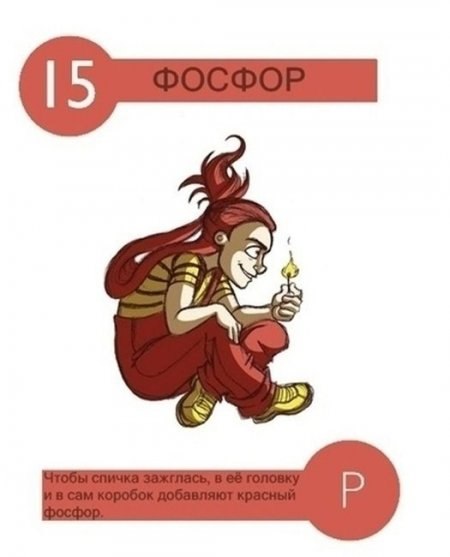 15
ФОСФОР
Чтобы спичка зажглась, в её головку
и в сам коробок добавляют красный
фосфор.
P